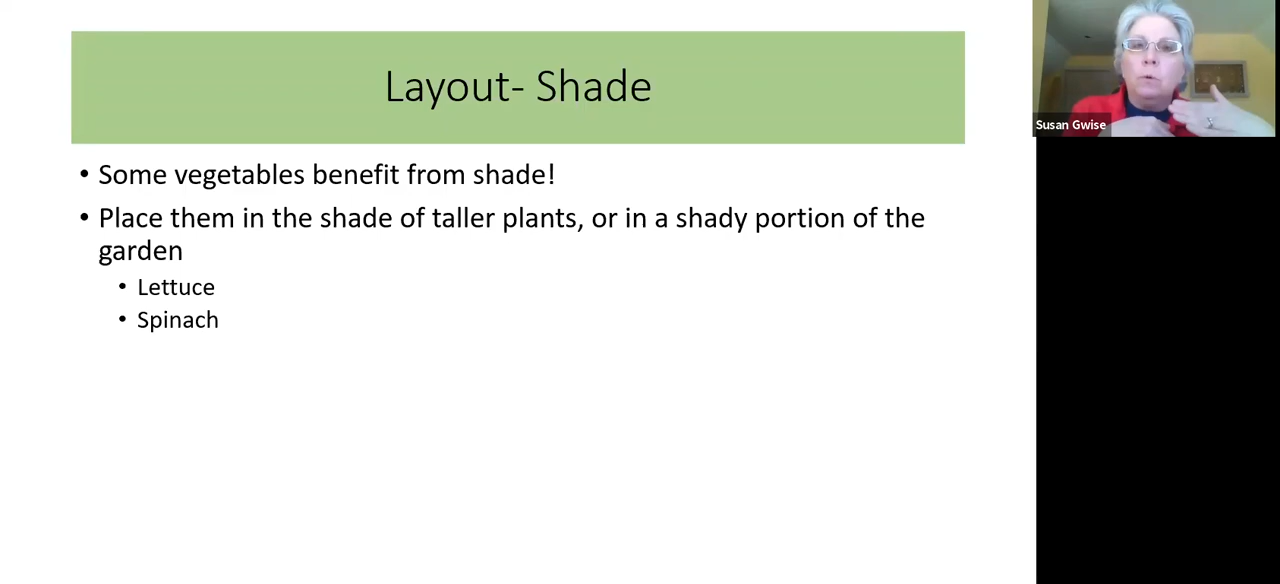 Layout- Shade
• Some vegetables benefit from shade!
• Place them in the shade of taller plants, or in a shady portion of the
garden
• Lettuce
• Spinach
Susan Gwise